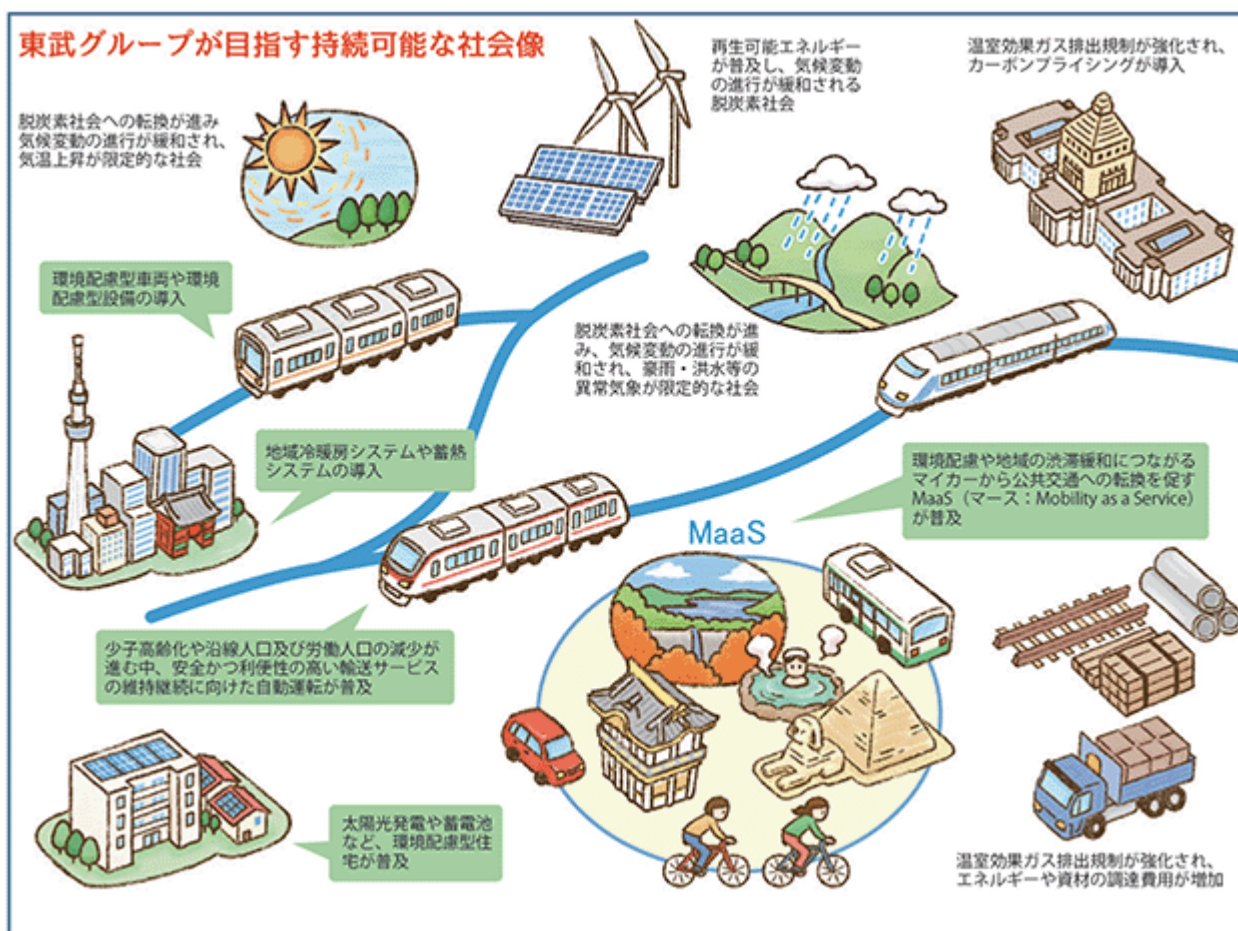 東武グループが目指す持続可能な社会像
脱炭素社会への転換が進み
気候変動の進行が緩和され、
気温上昇が限定的な社会
再生可能エネルギー
が普及し、気候変動
の進行が緩和される
脱炭素社会
温室効果ガス排出規制が強化され、
カーボンプライシングが導入
環境配慮型車両や環境
配慮型設備の導入
脱炭素社会への転換が進
み、気候変動の進行が緩
和され、豪雨・洪水等の
異常気象が限定的な社会
地域冷暖房システムや蓄熱
システムの導入
環境配慮や地域の渋滞緩和につながる
マイカーから公共交通への転換を促す
MaaS（マース：Mobility as a Service）
が普及
MaaS
少子高齢化や沿線人口及び労働人口の減少が
進む中、安全かつ利便性の高い輸送サービス
の維持継続に向けた自動運転が普及
太陽光発電や蓄電池
など、環境配慮型住
宅が普及
温室効果ガス排出規制が強化され、
エネルギーや資材の調達費用が増加